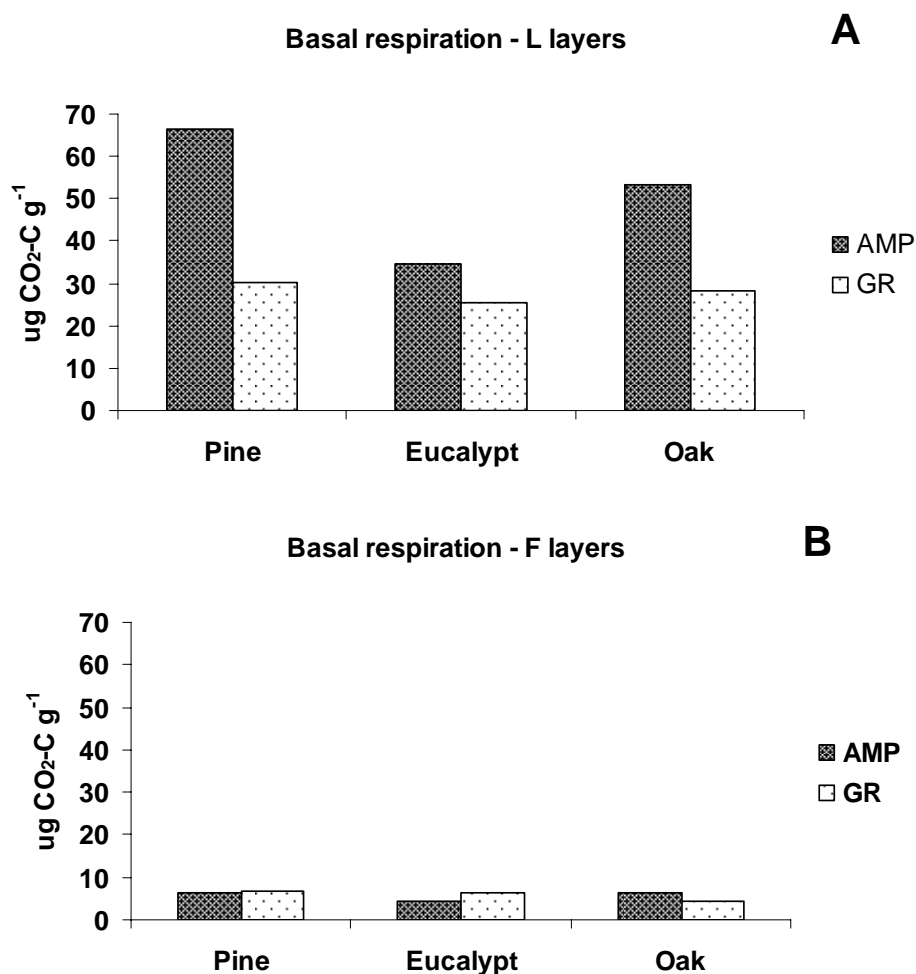 Basal respiration - L layers
A
70
60
50
40
30
20
10
0
ug CO₂-C g⁻¹
Pine Eucalypt Oak
AMP
GR
Basal respiration - F layers
B
70
60
50
40
30
20
10
0
ug CO₂-C g⁻¹
Pine Eucalypt Oak
AMP
GR